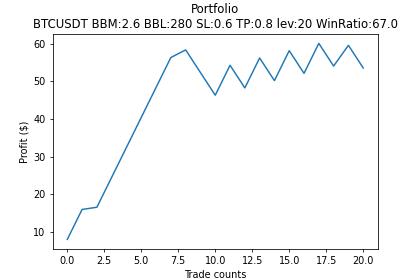 Portfolio
BTCUSDT BBM:2.6 BBL:280 SL:0.6 TP:0.8 lev:20 WinRatio:67.0
60
50
40
30
20
10
Profit ($)
0.0 2.5 5.0 7.5 10.0 12.5 15.0 17.5 20.0
Trade counts